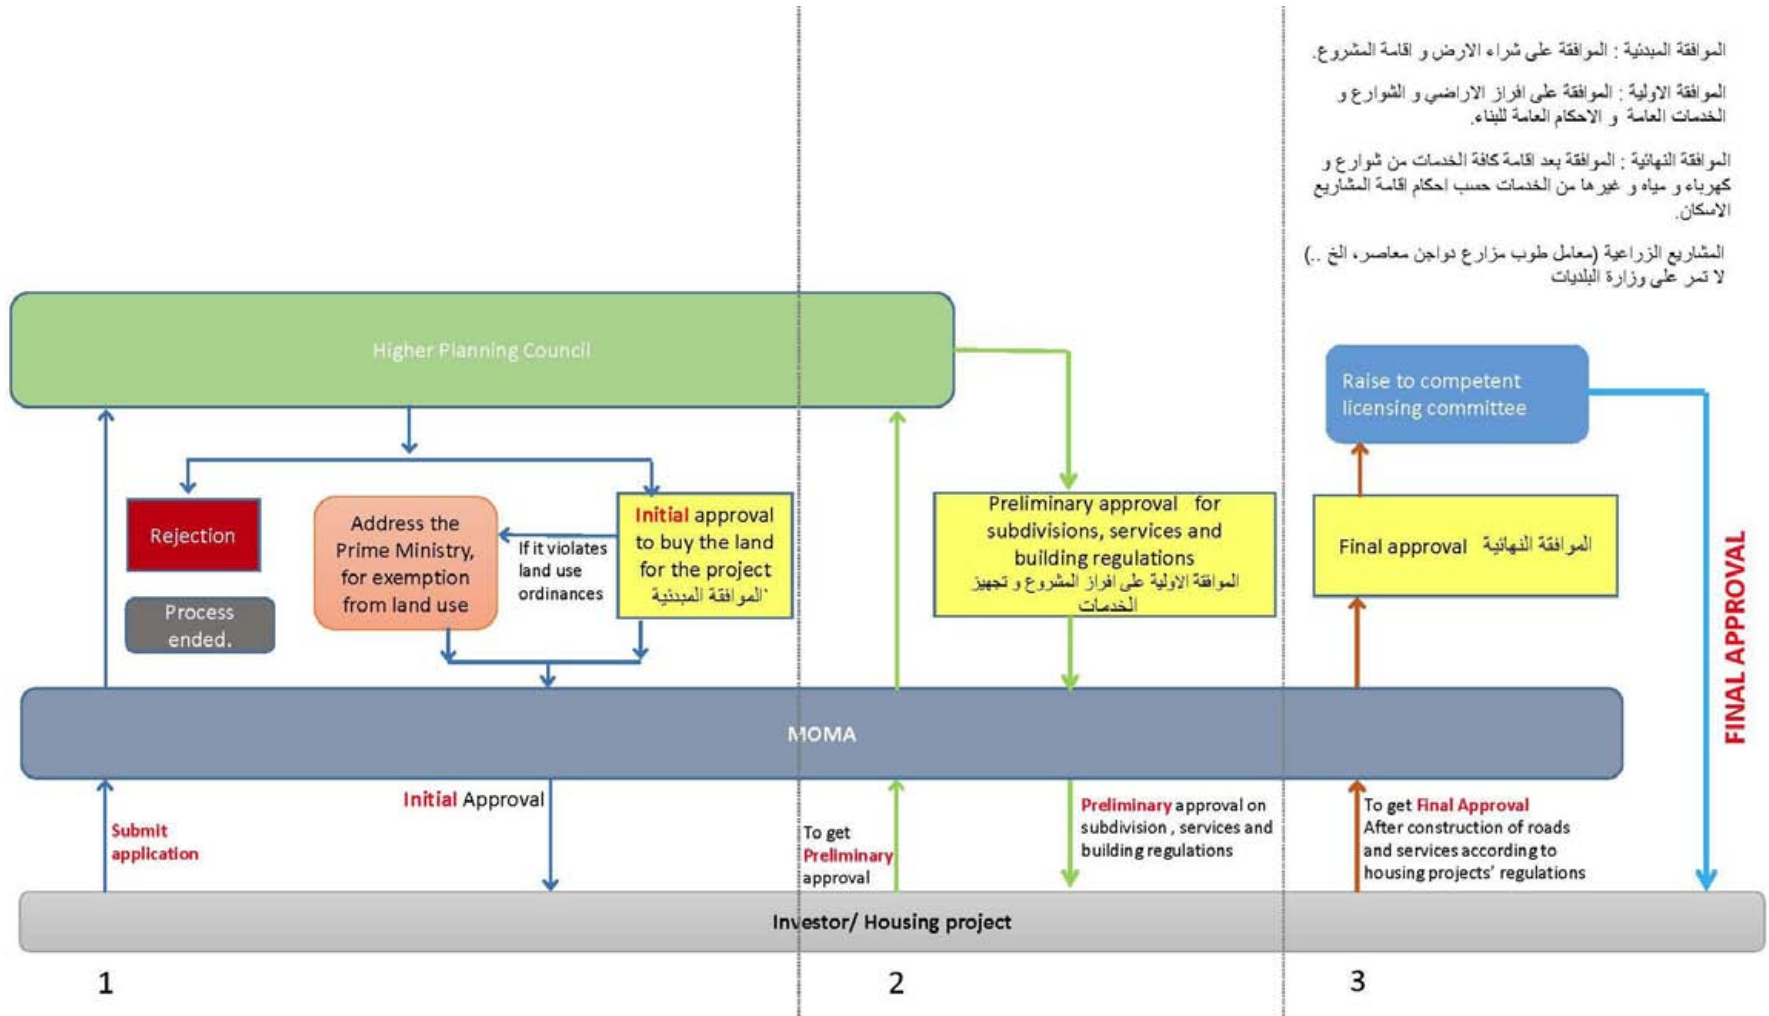 الموافقة المبدئية : الموافقة على شراء الارض و اقامة المشروع.
الموافقة الاولية : الموافقة على افراز الاراضي و الشوارع و
الخدمات العامة و الاحكام العامة للبناء.
الموافقة النهائية : الموافقة بعد اقامة كافة الخدمات من شوارع و
كهرباء و مياه و غيرها من الخدمات حسب احكام اقامة المشاريع
الاسكان.
المشاريع الزراعية (معامل طوب مزارع دواجن معاصر، الخ ..)
لا تمر على وزارة البلديات
Higher Planning Council
Raise to competent
licensing committee
Rejection
Process
ended.
Address the
Prime Ministry,
for exemption
from land use
If it violates
land use
ordinances
Initial approval
to buy the land
for the project
الموافقة المبدئية'
Preliminary approval for
subdivisions, services and
building regulations
الموافقة الاولية على افراز المشروع و تجهيز
الخدمات
Final approval الموافقة النهائية
FINAL APPROVAL
MOMA
Submit
application
Initial Approval
To get
Preliminary
approval
Preliminary approval on
subdivision , services and
building regulations
To get Final Approval
After construction of roads
and services according to
housing projects' regulations
Investor/ Housing project
1
2
3